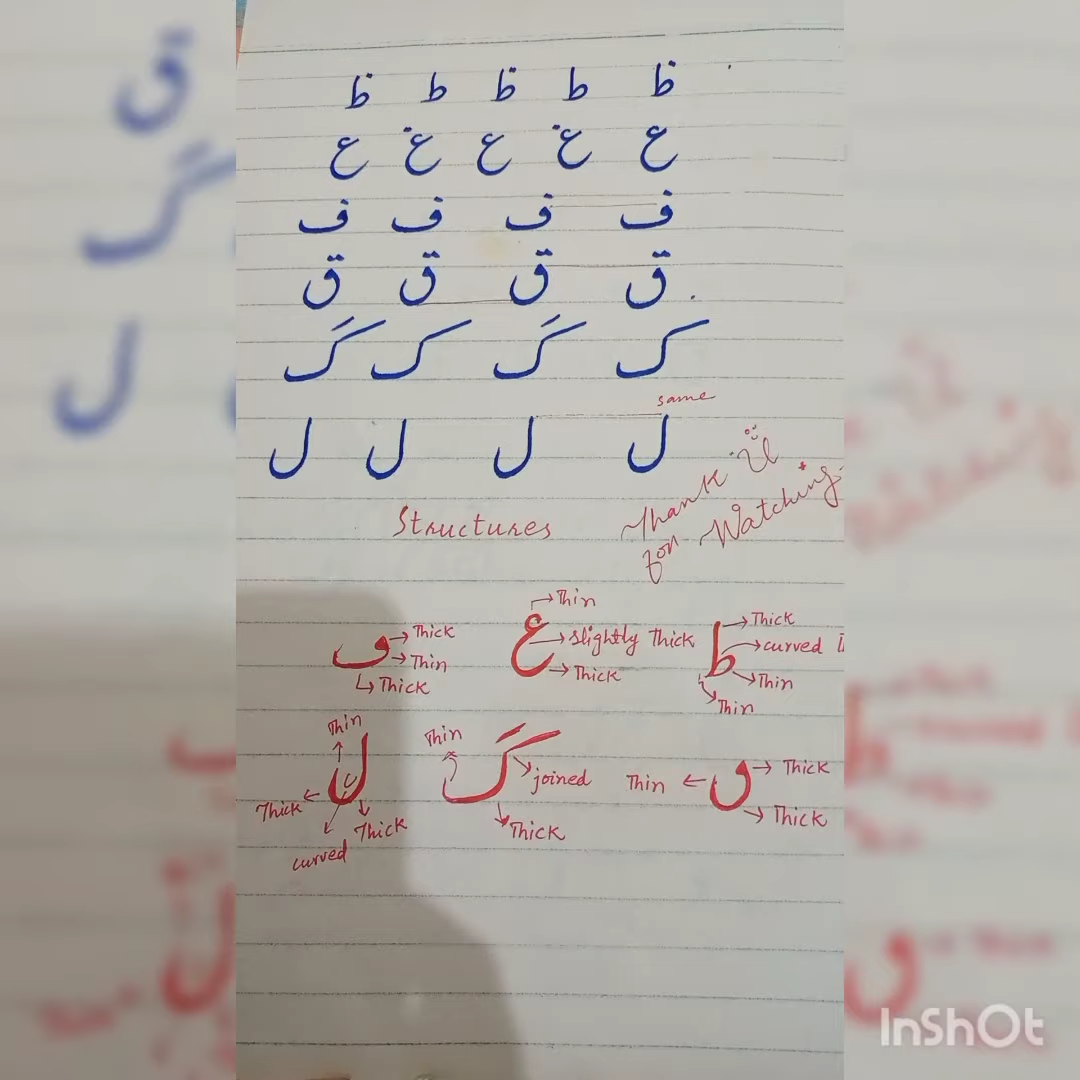 ظ ط ظ ط ظ
ع غ ع غ ع
ف ف ف ف
ق ق ق ق
ک گ ک گ
same
ل ل ل ل
Thank U
for Watching
Structures
ف
Thick
Thin
Thick
ع
Thin
Slightly Thick
Thick
ط
Thick
curved
Thin
Thin
ل
Thin
Thick
Thick
curved
گ
Thin
joined
Thick
ق
Thin
Thick
Thick
InShOt